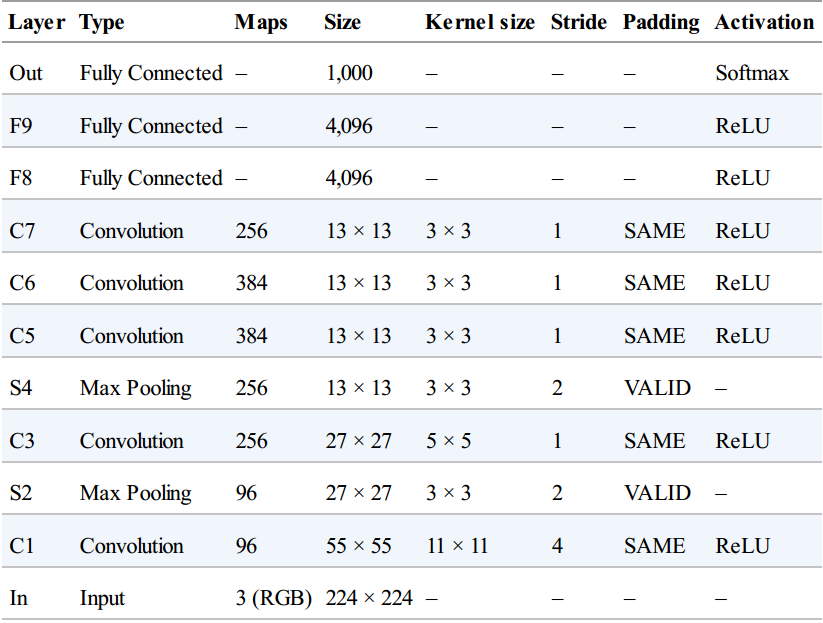 Layer Type Maps Size Kernel size Stride Padding Activation
Out Fully Connected – 1,000 – – – Softmax
F9 Fully Connected – 4,096 – – – ReLU
F8 Fully Connected – 4,096 – – – ReLU
C7 Convolution 256 13 × 13 3 × 3 1 SAME ReLU
C6 Convolution 384 13 × 13 3 × 3 1 SAME ReLU
C5 Convolution 384 13 × 13 3 × 3 1 SAME ReLU
S4 Max Pooling 256 13 × 13 3 × 3 2 VALID –
C3 Convolution 256 27 × 27 5 × 5 1 SAME ReLU
S2 Max Pooling 96 27 × 27 3 × 3 2 VALID –
C1 Convolution 96 55 × 55 11 × 11 4 SAME ReLU
In Input 3 (RGB) 224 × 224 – – – –